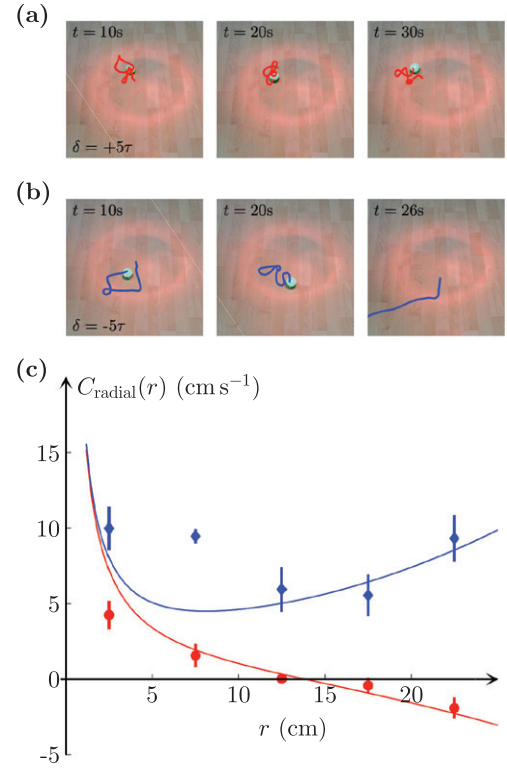 (a)
t = 10s
t = 20s
t = 30s
δ = +5τ
(b)
t = 10s
t = 20s
t = 26s
δ = -5τ
(c)
C_radial(r) (cm s⁻¹)
15
10
5
0
-5
5
10
15
20
r (cm)